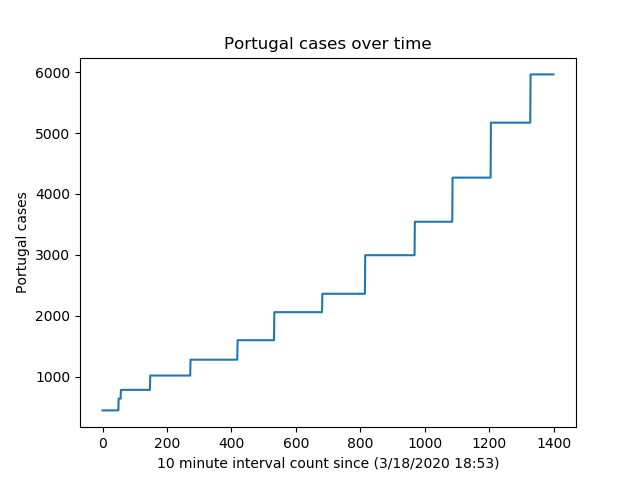 Portugal cases over time
Portugal cases
6000
5000
4000
3000
2000
1000
0 200 400 600 800 1000 1200 1400
10 minute interval count since (3/18/2020 18:53)